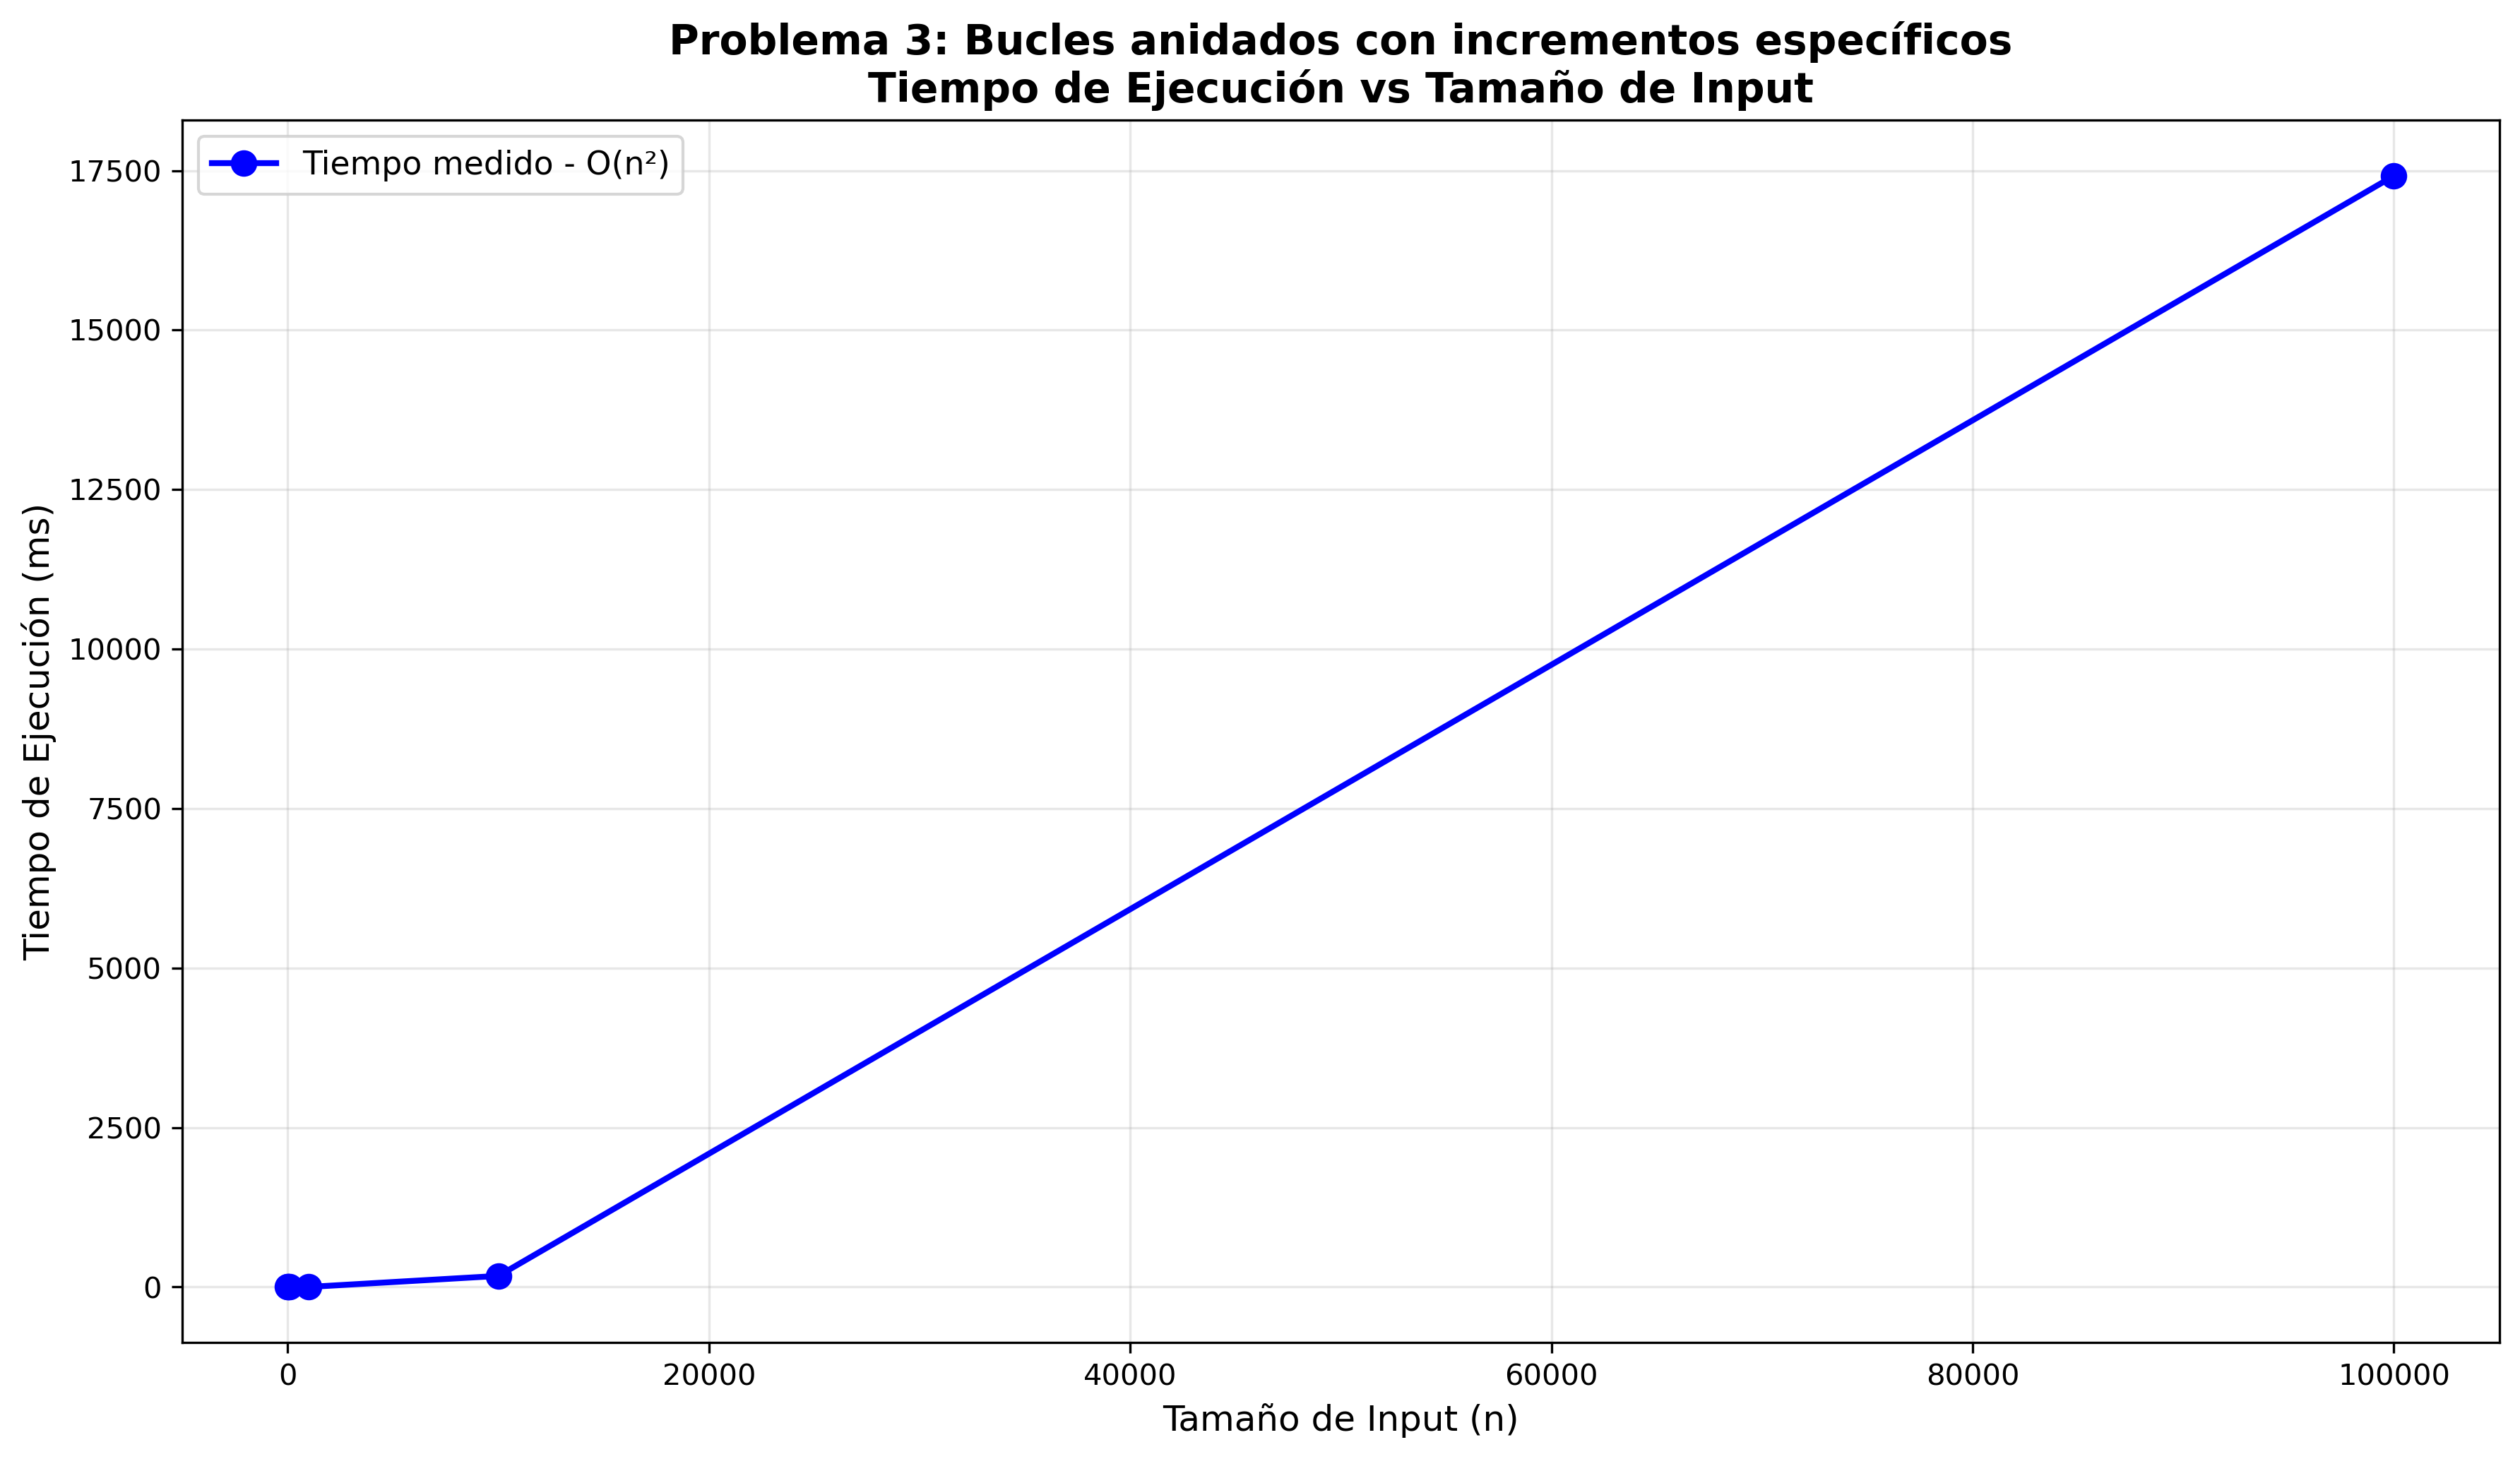 Problema 3: Bucles anidados con incrementos específicos
Tiempo de Ejecución vs Tamaño de Input
Tiempo medido - O(n²)
17500
15000
12500
10000
7500
5000
2500
0
Tiempo de Ejecución (ms)
0 20000 40000 60000 80000 100000
Tamaño de Input (n)